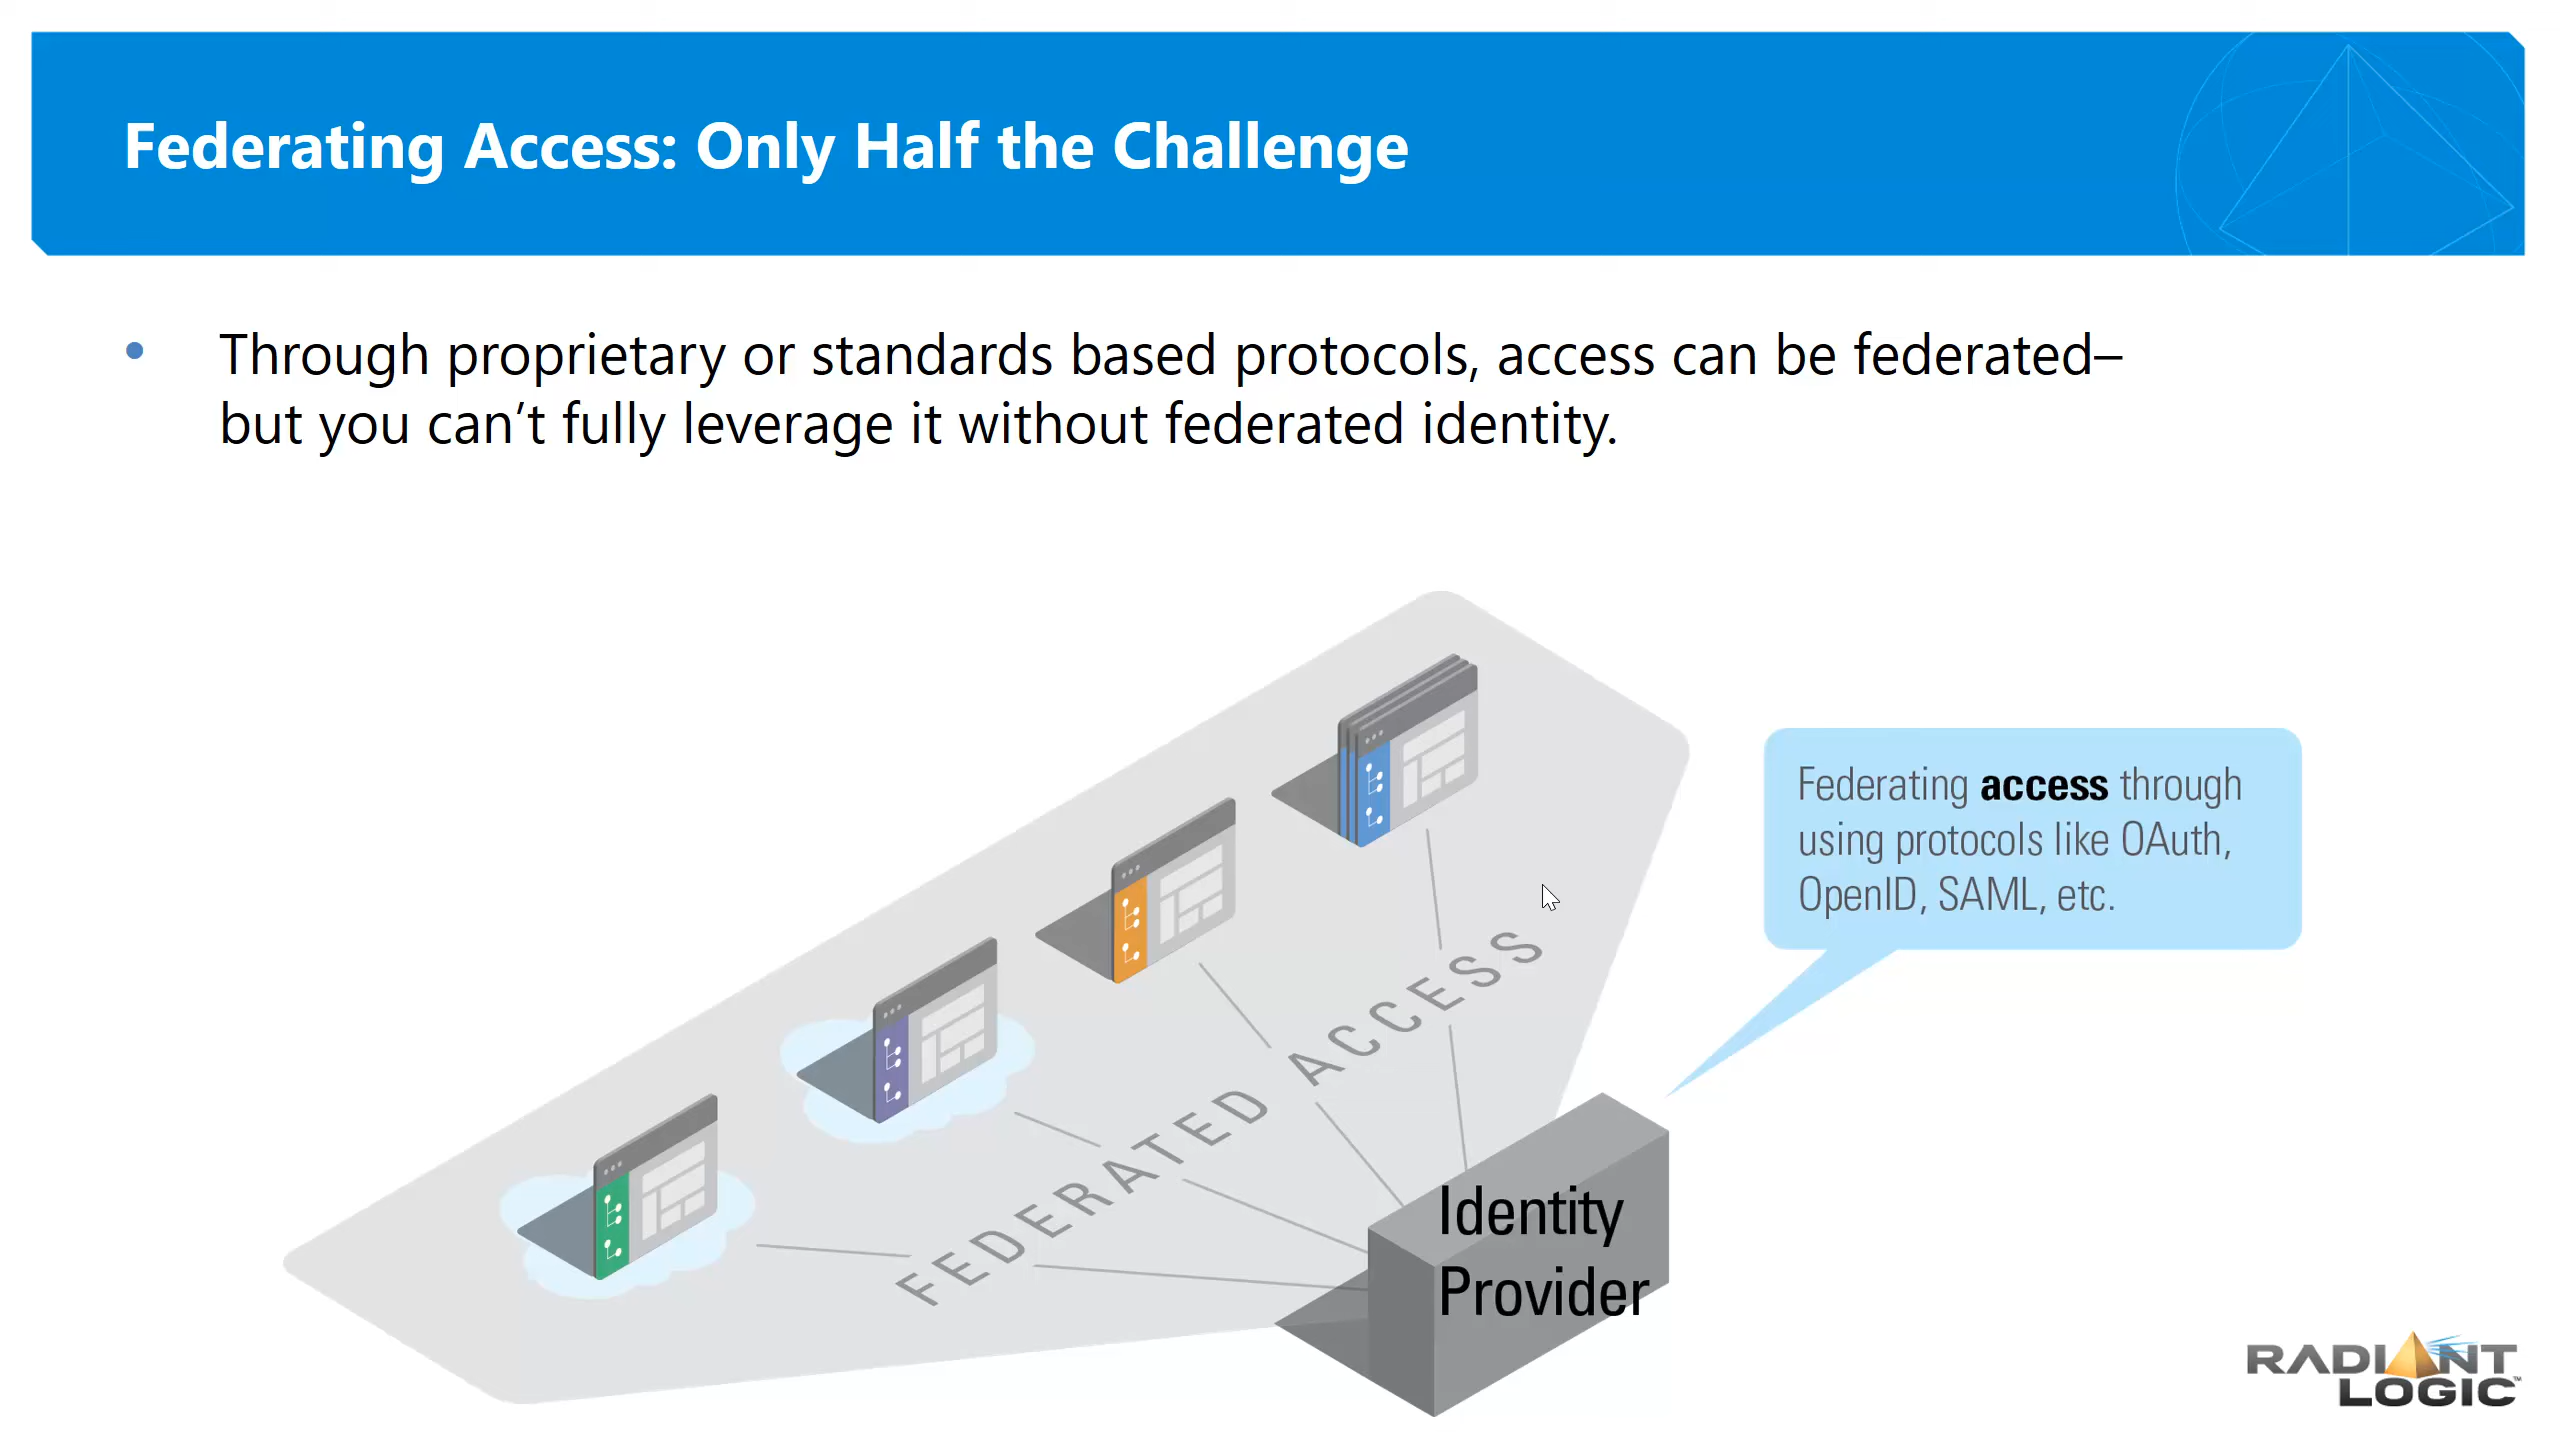 Federating Access: Only Half the Challenge
• Through proprietary or standards based protocols, access can be federated–
but you can’t fully leverage it without federated identity.
Federating access through
using protocols like OAuth,
OpenID, SAML, etc.
FEDERATED ACCESS
Identity
Provider
RADIANT
LOGIC™